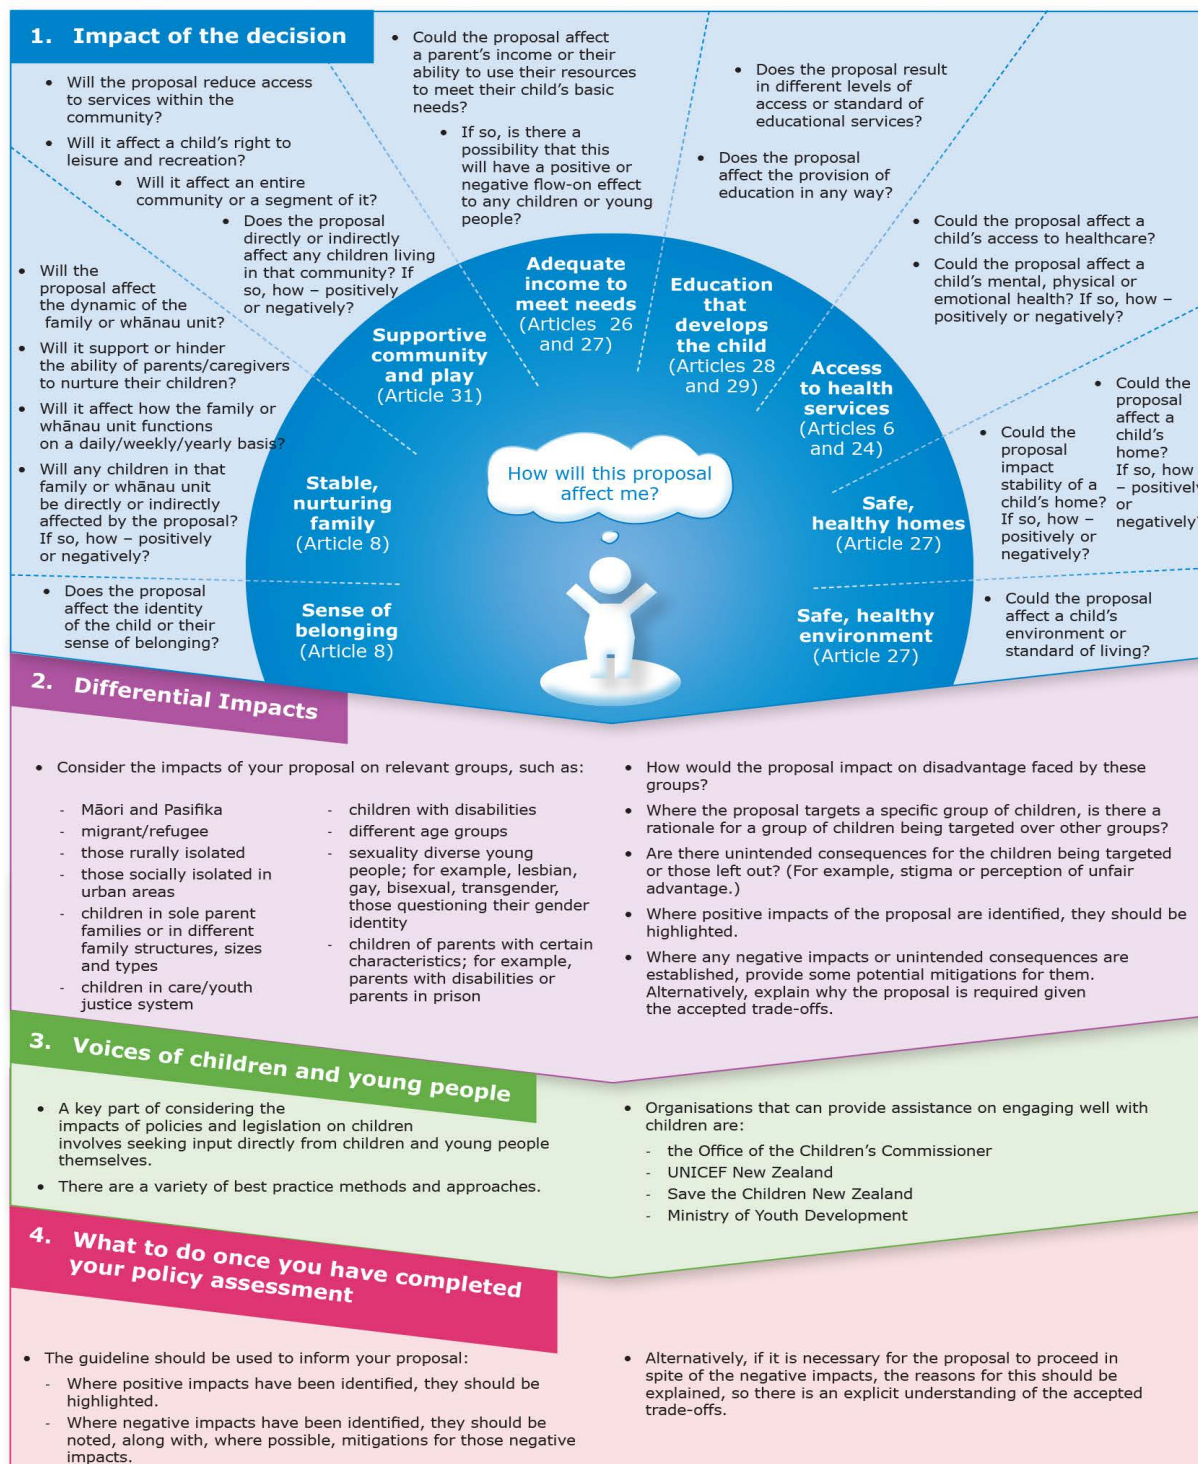 1. Impact of the decision
• Will the proposal reduce access
to services within the
community?
• Will it affect a child's right to
leisure and recreation?
• Will it affect an entire
community or a segment of it?
• Does the proposal
directly or indirectly
affect any children living
in that community? If
so, how – positively
or negatively?
• Could the proposal affect
a parent's income or their
ability to use their resources
to meet their child's basic
needs?
• If so, is there a
possibility that this
will have a positive or
negative flow-on effect
to any children or young
people?
• Does the proposal result
in different levels of
access or standard of
educational services?
• Does the proposal
affect the provision of
education in any way?
• Could the proposal affect a
child's access to healthcare?
• Could the proposal affect a
child's mental, physical or
emotional health? If so, how –
positively or negatively?
• Will the
proposal affect
the dynamic of the
family or whānau unit?
• Will it support or hinder
the ability of parents/caregivers
to nurture their children?
• Will it affect how the family or
whānau unit functions
on a daily/weekly/yearly basis?
• Will any children in that
family or whānau unit
be directly or indirectly
affected by the proposal?
If so, how – positively
or negatively?
• Could the
proposal
impact
stability of a
child's home?
If so, how –
positively or
negatively?
• Could the
proposal
affect a
child's
home?
If so, how
– positively
or
negatively?
• Does the proposal
affect the identity
of the child or their
sense of belonging?
• Could the proposal
affect a child's
environment or
standard of living?
Sense of
belonging
(Article 8)
Stable,
nurturing
family
(Article 8)
Supportive
community
and play
(Article 31)
Adequate
income to
meet needs
(Articles 26
and 27)
Education
that
develops
the child
(Articles 28
and 29)
Access
to health
services
(Articles 6
and 24)
Safe,
healthy homes
(Article 27)
Safe, healthy
environment
(Article 27)
How will this proposal
affect me?
2. Differential Impacts
• Consider the impacts of your proposal on relevant groups, such as:
- Māori and Pasifika
- migrant/refugee
- those rurally isolated
- those socially isolated in
urban areas
- children in sole parent
families or in different
family structures, sizes
and types
- children in care/youth
justice system
- children with disabilities
- different age groups
- sexuality diverse young
people; for example, lesbian,
gay, bisexual, transgender,
those questioning their gender
identity
- children of parents with certain
characteristics; for example,
parents with disabilities or
parents in prison
• How would the proposal impact on disadvantage faced by these
groups?
• Where the proposal targets a specific group of children, is there a
rationale for a group of children being targeted over other groups?
• Are there unintended consequences for the children being targeted
or those left out? (For example, stigma or perception of unfair
advantage.)
• Where positive impacts of the proposal are identified, they should be
highlighted.
• Where any negative impacts or unintended consequences are
established, provide some potential mitigations for them.
Alternatively, explain why the proposal is required given
the accepted trade-offs.
3. Voices of children and young people
• A key part of considering the
impacts of policies and legislation on children
involves seeking input directly from children and young people
themselves.
• There are a variety of best practice methods and approaches.
• Organisations that can provide assistance on engaging well with
children are:
- the Office of the Children's Commissioner
- UNICEF New Zealand
- Save the Children New Zealand
- Ministry of Youth Development
4. What to do once you have completed
your policy assessment
• The guideline should be used to inform your proposal:
- Where positive impacts have been identified, they should be
highlighted.
- Where negative impacts have been identified, they should be
noted, along with, where possible, mitigations for those negative
impacts.
• Alternatively, if it is necessary for the proposal to proceed in
spite of the negative impacts, the reasons for this should be
explained, so there is an explicit understanding of the accepted
trade-offs.